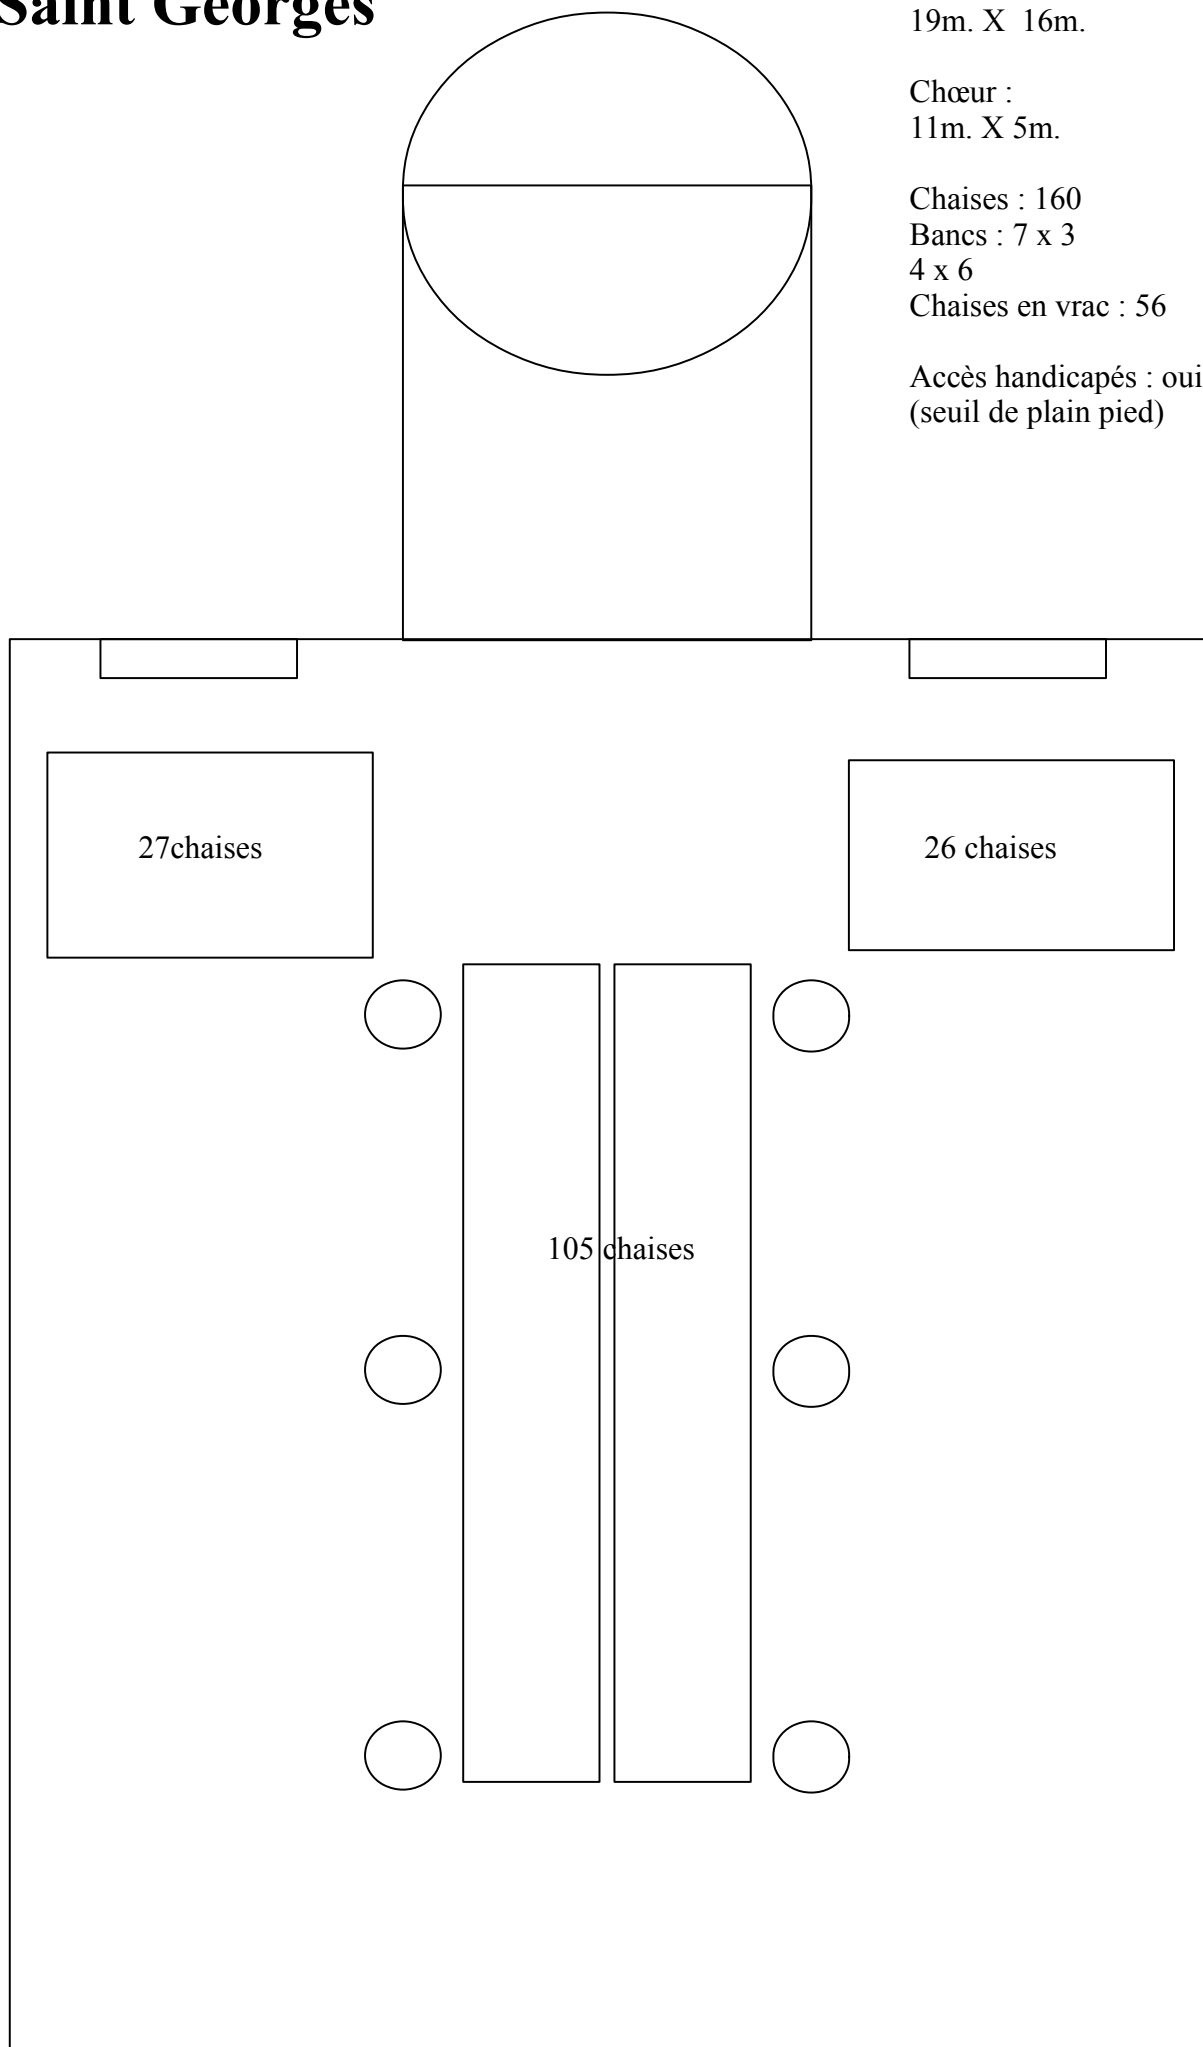 Saint Georges
19m. X  16m.
Chœur :
11m. X 5m.
Chaises : 160
Bancs : 7 x 3
4 x 6
Chaises en vrac : 56
Accès handicapés : oui
(seuil de plain pied)
27chaises
26 chaises
105 chaises